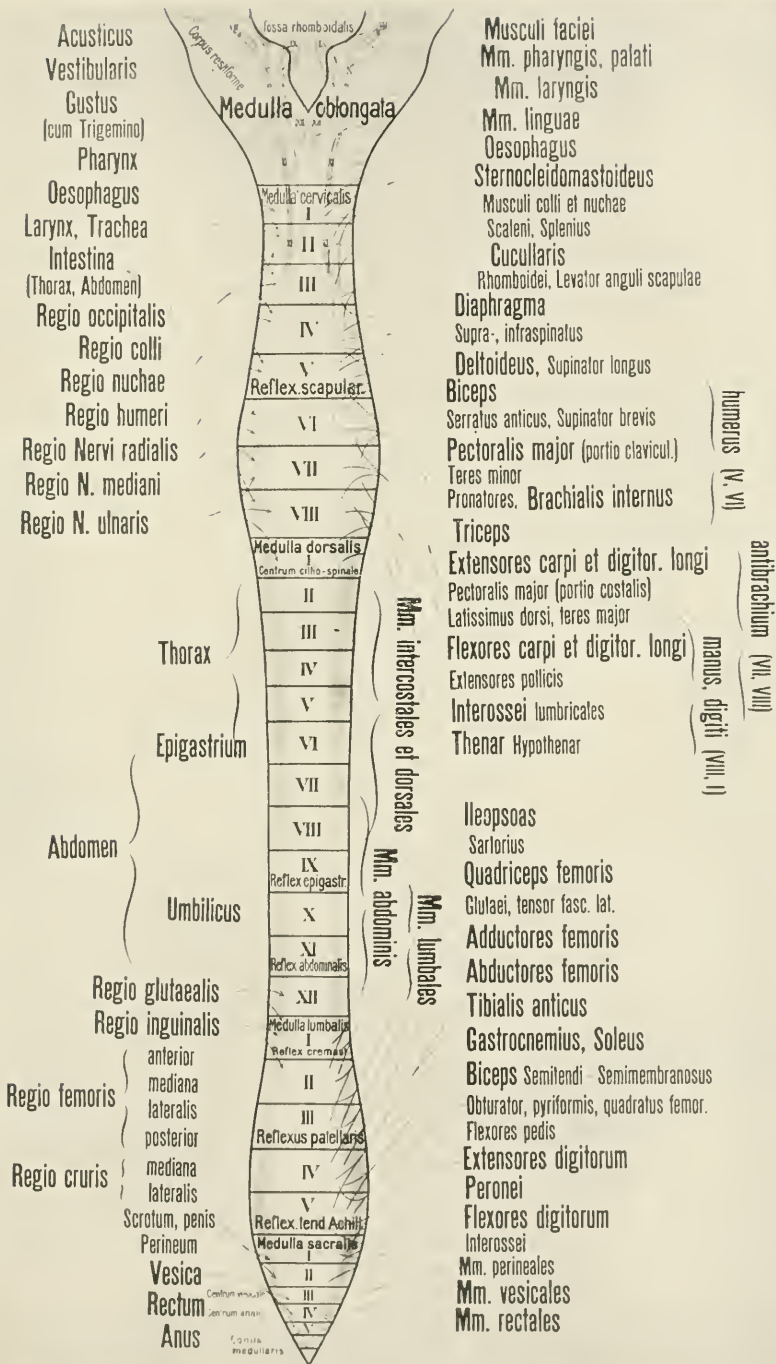 Acusticus
Vestibularis
Gustus
(cum Trigemino)
Pharynx
Oesophagus
Larynx, Trachea
Intestina
(Thorax, Abdomen)
Regio occipitalis
Regio colli
Regio nuchae
Regio humeri
Regio Nervi radialis
Regio N. mediani
Regio N. ulnaris
Thorax
Epigastrium
Abdomen
Umbilicus
Regio glutaealis
Regio inguinalis
Regio femoris
anterior
mediana
lateralis
posterior
Regio cruris
mediana
lateralis
Scrotum, penis
Perineum
Vesica
Rectum
Anus
fossa rhomboidalis
Corpus restiforme
Medulla oblongata
Medulla cervicalis
I
II
III
IV
V
Reflex. scapular.
VI
VII
VIII
Medulla dorsalis
I
Centrum cilio-spinale
II
III
IV
V
VI
VII
VIII
IX
Reflex epigastr.
X
XI
Reflex abdominalis
XII
Medulla lumbalis
I
Reflex cremast
II
III
Reflexus patellaris
IV
V
Reflex. tend Achill.
Medulla sacralis
I
II
III
IV
V
Centrum
Centrum
Conus
medullaris
Mm. intercostales et dorsales
Mm. abdominis
Mm. lumbales
Musculi faciei
Mm. pharyngis, palati
Mm. laryngis
Mm. linguae
Oesophagus
Sternocleidomastoideus
Musculi colli et nuchae
Scaleni, Splenius
Cucullaris
Rhomboidei, Levator anguli scapulae
Diaphragma
Supra-, infraspinatus
Deltoideus, Supinator longus
Biceps
Serratus anticus, Supinator brevis
Pectoralis major (portio clavicul.)
Teres minor
Pronatores, Brachialis internus
Triceps
Extensores carpi et digitor. longi
Pectoralis major (portio costalis)
Latissimus dorsi, teres major
Flexores carpi et digitor. longi
Extensores pollicis
Interossei lumbricales
Thenar Hypothenar
humerus (V. VI)
antibrachium (VII. VIII)
manus, digiti (VIII, I)
Ileopsoas
Sartorius
Quadriceps femoris
Glutaei, tensor fasc. lat.
Adductores femoris
Abductores femoris
Tibialis anticus
Gastrocnemius, Soleus
Biceps Semitendi- Semimembranosus
Obturator, pyriformis, quadratus femor.
Flexores pedis
Extensores digitorum
Peronei
Flexores digitorum
Interossei
Mm. perineales
Mm. vesicales
Mm. rectales